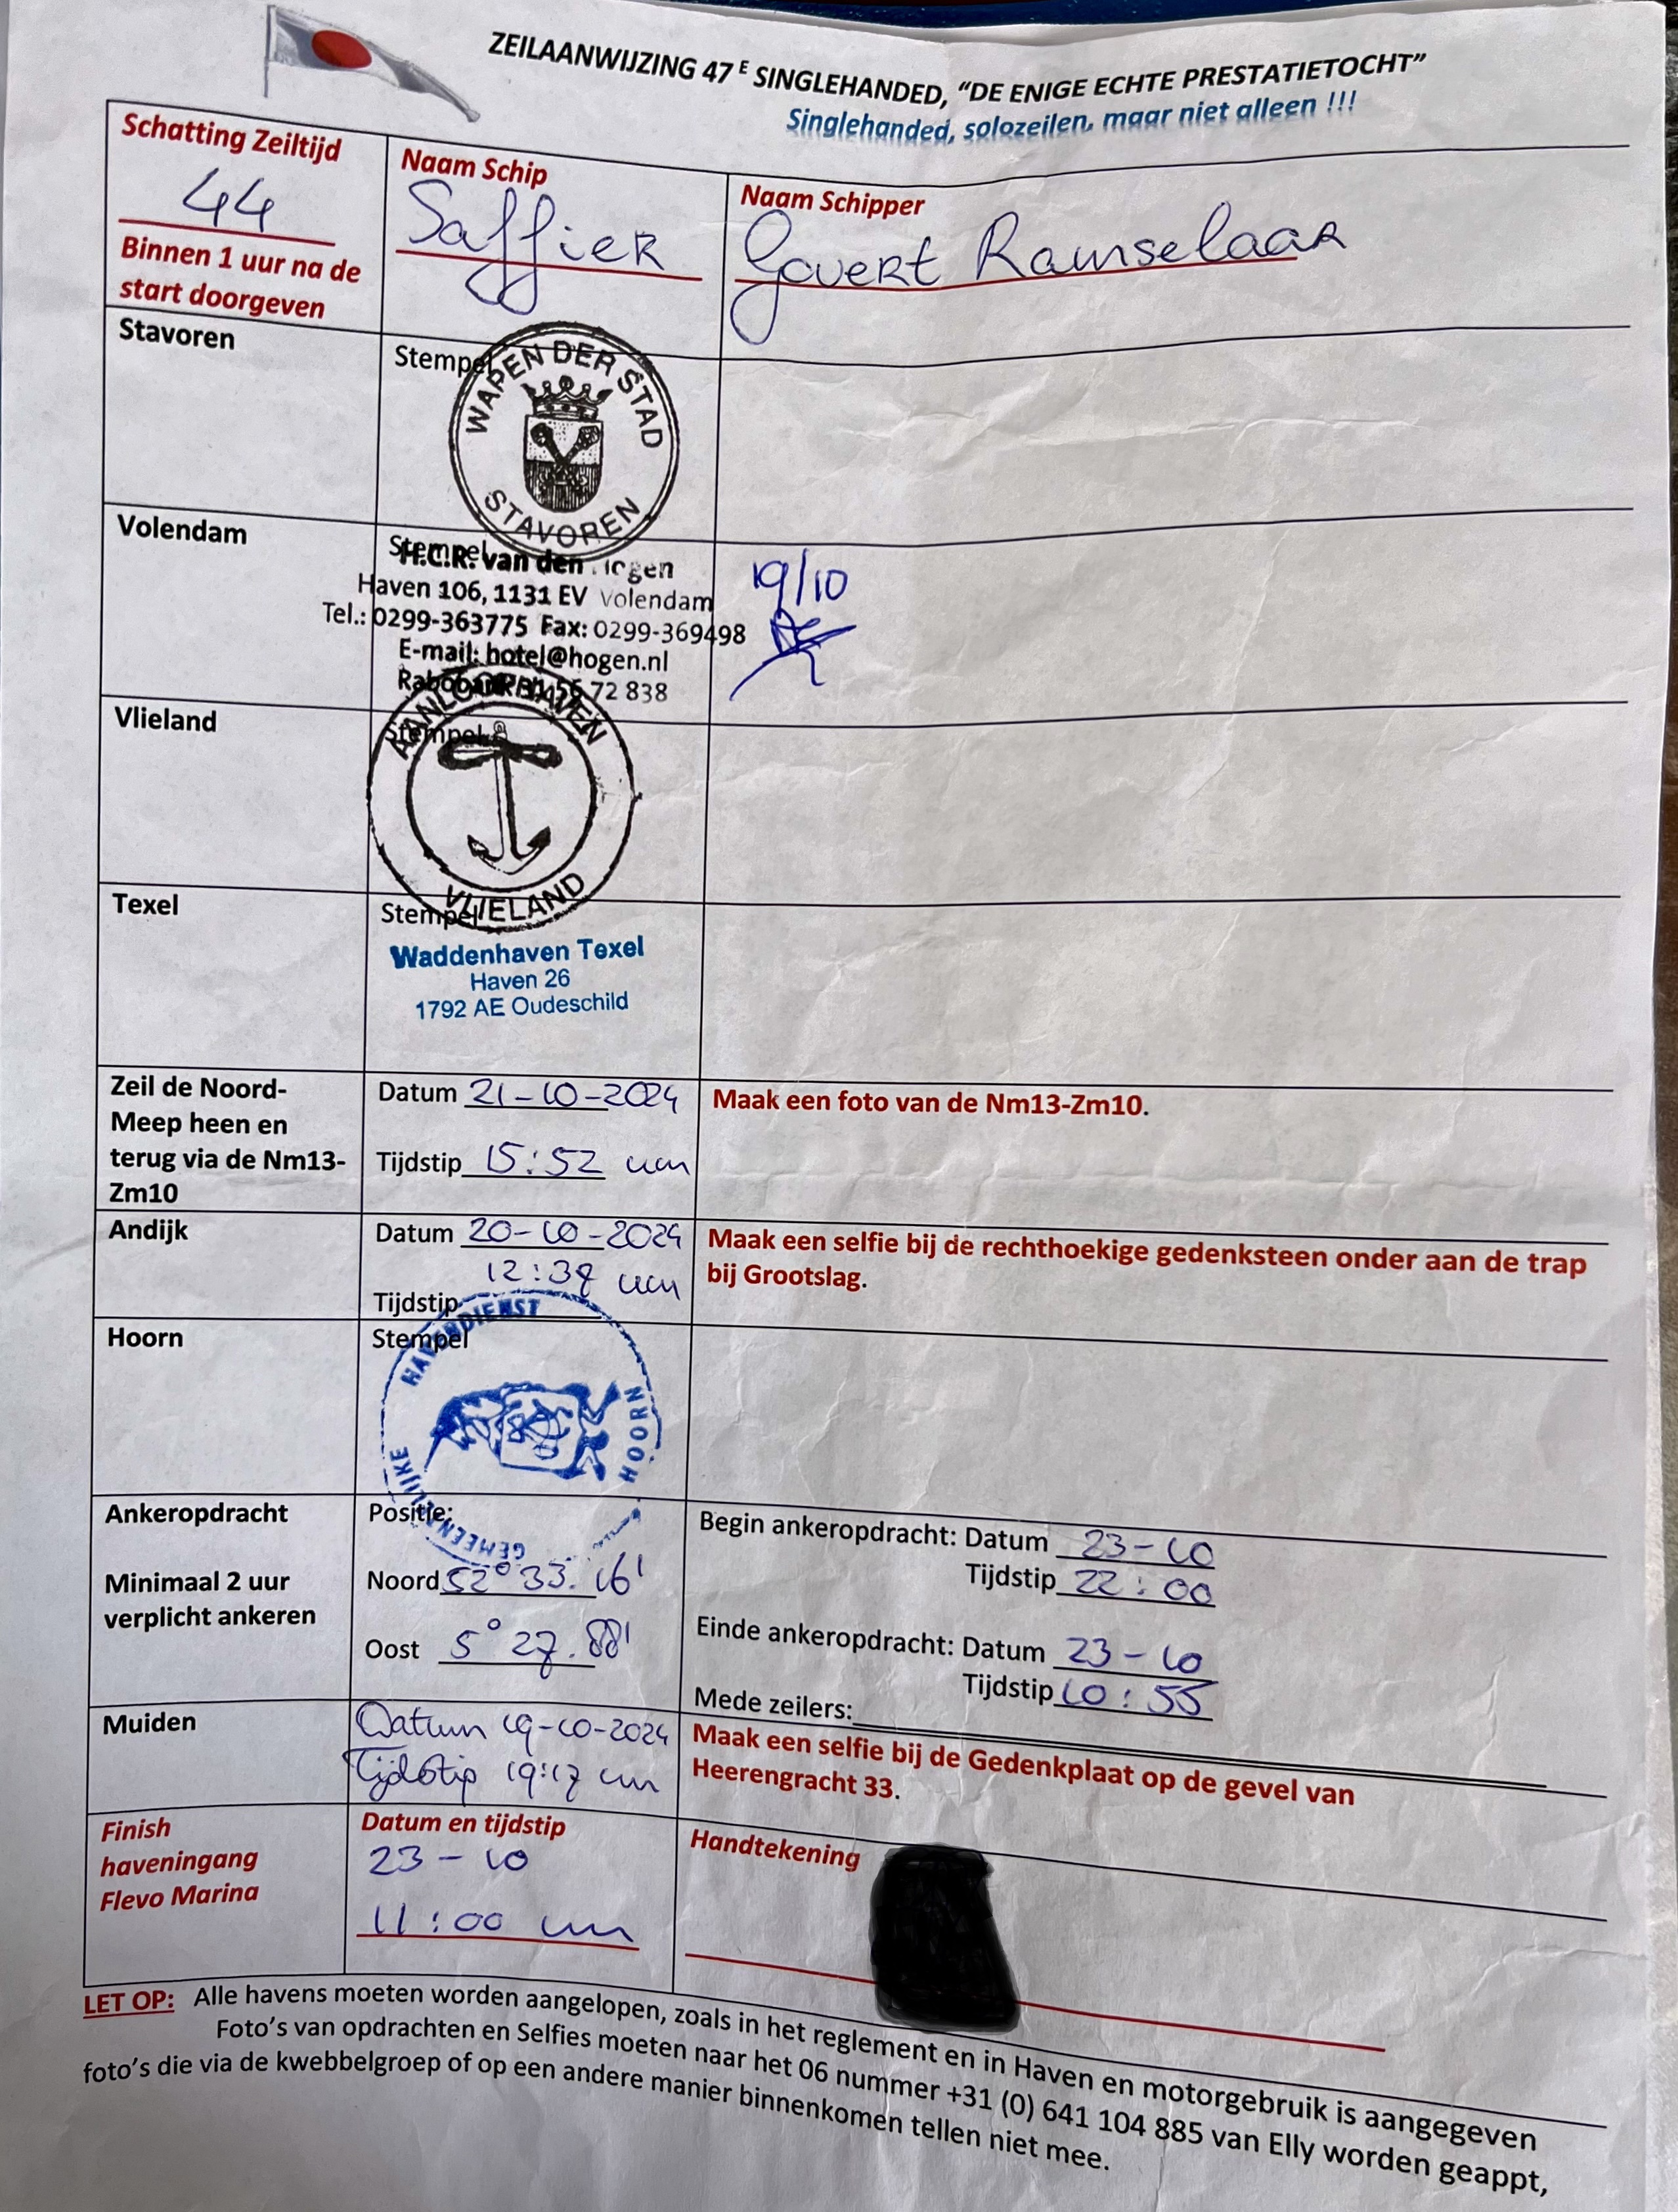 ZEILAANWIJZING 47 E SINGLEHANDED, “DE ENIGE ECHTE PRESTATIETOCHT”
Singlehanded, solozeilen, maar niet alleen !!!
Schatting Zeiltijd
44
Binnen 1 uur na de
start doorgeven
Naam Schip
Saffier
Naam Schipper
Govert Ramselaar
Stavoren
Stempel
WAPEN DER STAD
STAVOREN
Volendam
Stempel
H.C.R. van den Hogen
Haven 106, 1131 EV Volendam
Tel.: 0299-363775 Fax: 0299-369498
E-mail: hotel@hogen.nl
72 838
19/10
Vlieland
Stempel
AANLOOPHAVEN
VLIELAND
Texel
Stempel
Waddenhaven Texel
Haven 26
1792 AE Oudeschild
Zeil de Noord-
Meep heen en
terug via de Nm13-
Zm10
Datum 21-10-2024
Tijdstip 15:52 uur
Maak een foto van de Nm13-Zm10.
Andijk
Datum 20-10-2024
12:38 uur
Tijdstip
Maak een selfie bij de rechthoekige gedenksteen onder aan de trap
bij Grootslag.
Hoorn
Stempel
GEMEENTELIJKE HAVENDIENST
HOORN
Ankeropdracht
Minimaal 2 uur
verplicht ankeren
Positie:
Noord 52° 33.16'
Oost 5° 27.88'
Begin ankeropdracht: Datum 23-10
Tijdstip 22:00
Einde ankeropdracht: Datum 23-10
Tijdstip 10:55
Mede zeilers:
Muiden
Datum 19-10-2024
Tijdstip 19:17 uur
Maak een selfie bij de Gedenkplaat op de gevel van
Heerengracht 33.
Finish
haveningang
Flevo Marina
Datum en tijdstip
23-10
11:00 uur
Handtekening
LET OP: Alle havens moeten worden aangelopen, zoals in het reglement en in Haven en motorgebruik is aangegeven
Foto’s van opdrachten en Selfies moeten naar het 06 nummer +31 (0) 641 104 885 van Elly worden geappt,
foto’s die via de kwebbelgroep of op een andere manier binnenkomen tellen niet mee.